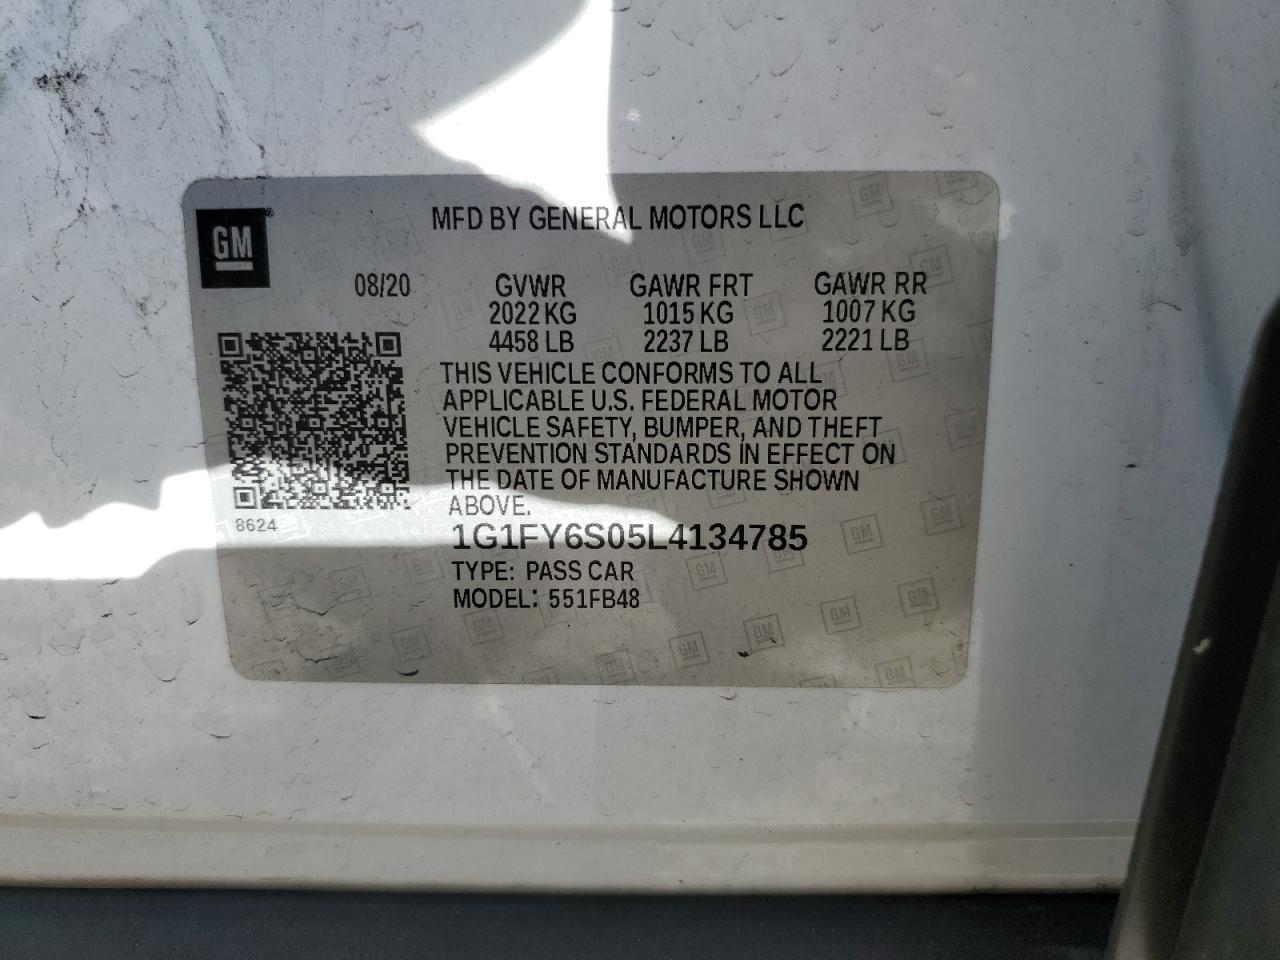 MFD BY GENERAL MOTORS LLC
GM®
08/20 GVWR GAWR FRT GAWR RR
2022 KG 1015 KG 1007 KG
4458 LB 2237 LB 2221 LB
THIS VEHICLE CONFORMS TO ALL
APPLICABLE U.S. FEDERAL MOTOR
VEHICLE SAFETY, BUMPER, AND THEFT
PREVENTION STANDARDS IN EFFECT ON
THE DATE OF MANUFACTURE SHOWN
ABOVE.
8624
1G1FY6S05L4134785
TYPE: PASS CAR
MODEL: 551FB48